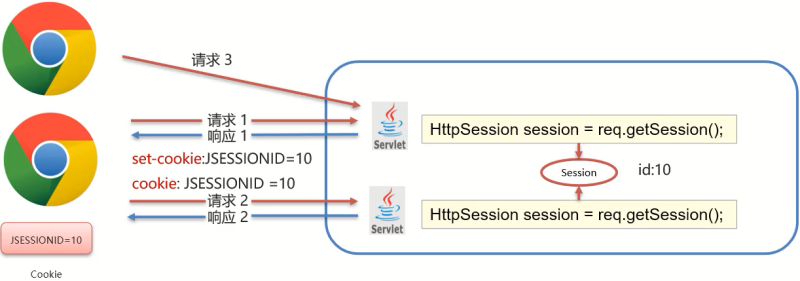 请求 3
请求 1
响应 1
Servlet
HttpSession session = req.getSession();
set-cookie:JSESSIONID=10
Session
id:10
cookie: JSESSIONID =10
请求 2
响应 2
Servlet
HttpSession session = req.getSession();
JSESSIONID=10
Cookie